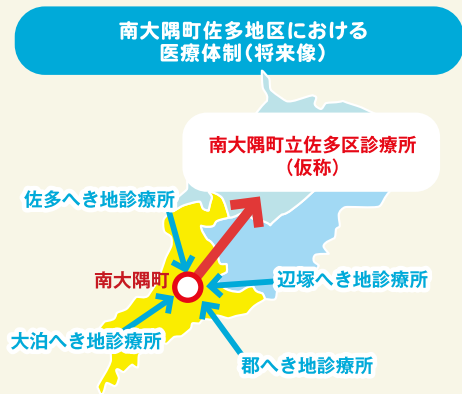 南大隅町佐多地区における
医療体制(将来像)
南大隅町立佐多区診療所
(仮称)
佐多へき地診療所
南大隅町
辺塚へき地診療所
大泊へき地診療所
郡へき地診療所